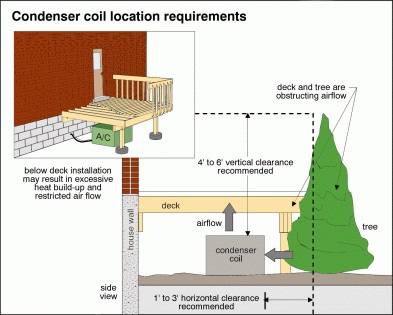 Condenser coil location requirements
A/C
below deck installation
may result in excessive
heat build-up and
restricted air flow
deck and tree are
obstructing airflow
4' to 6' vertical clearance
recommended
deck
airflow
house wall
condenser
coil
tree
side
view
1' to 3' horizontal clearance
recommended